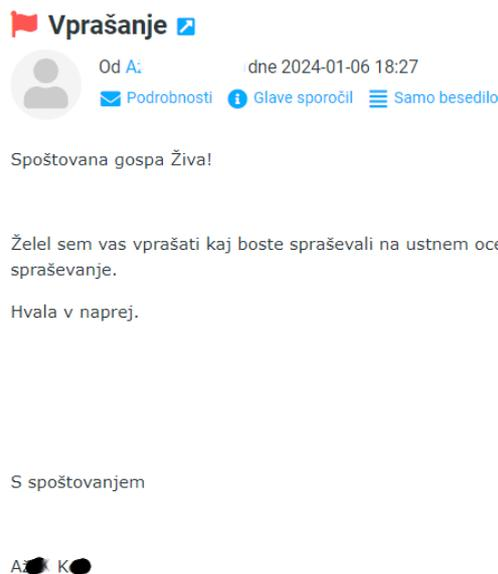 Vprašanje
Od Až dne 2024-01-06 18:27
Podrobnosti Glave sporočil Samo besedilo
Spoštovana gospa Živa!
Želel sem vas vprašati kaj boste spraševali na ustnem
spraševanje.
Hvala v naprej.
S spoštovanjem